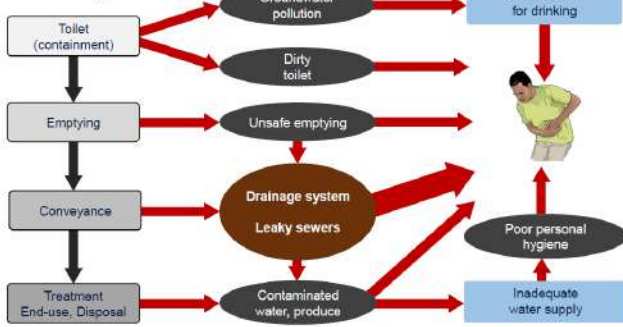 Groundwater
pollution
for drinking
Toilet
(containment)
Dirty
toilet
Emptying
Unsafe emptying
Drainage system
Leaky sewers
Conveyance
Poor personal
hygiene
Treatment
End-use, Disposal
Contaminated
water, produce
Inadequate
water supply